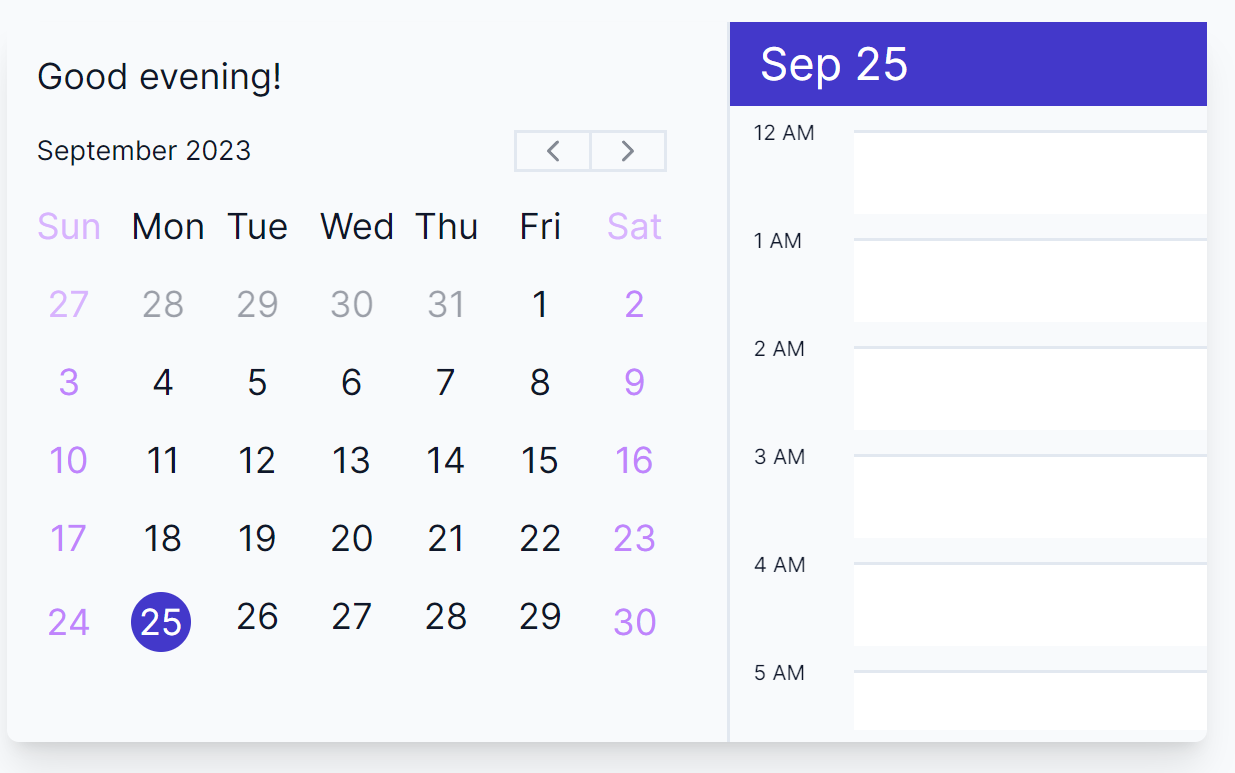 Good evening!
September 2023
Sun Mon Tue Wed Thu Fri Sat
27 28 29 30 31 1 2
3 4 5 6 7 8 9
10 11 12 13 14 15 16
17 18 19 20 21 22 23
24 25 26 27 28 29 30
Sep 25
12 AM
1 AM
2 AM
3 AM
4 AM
5 AM